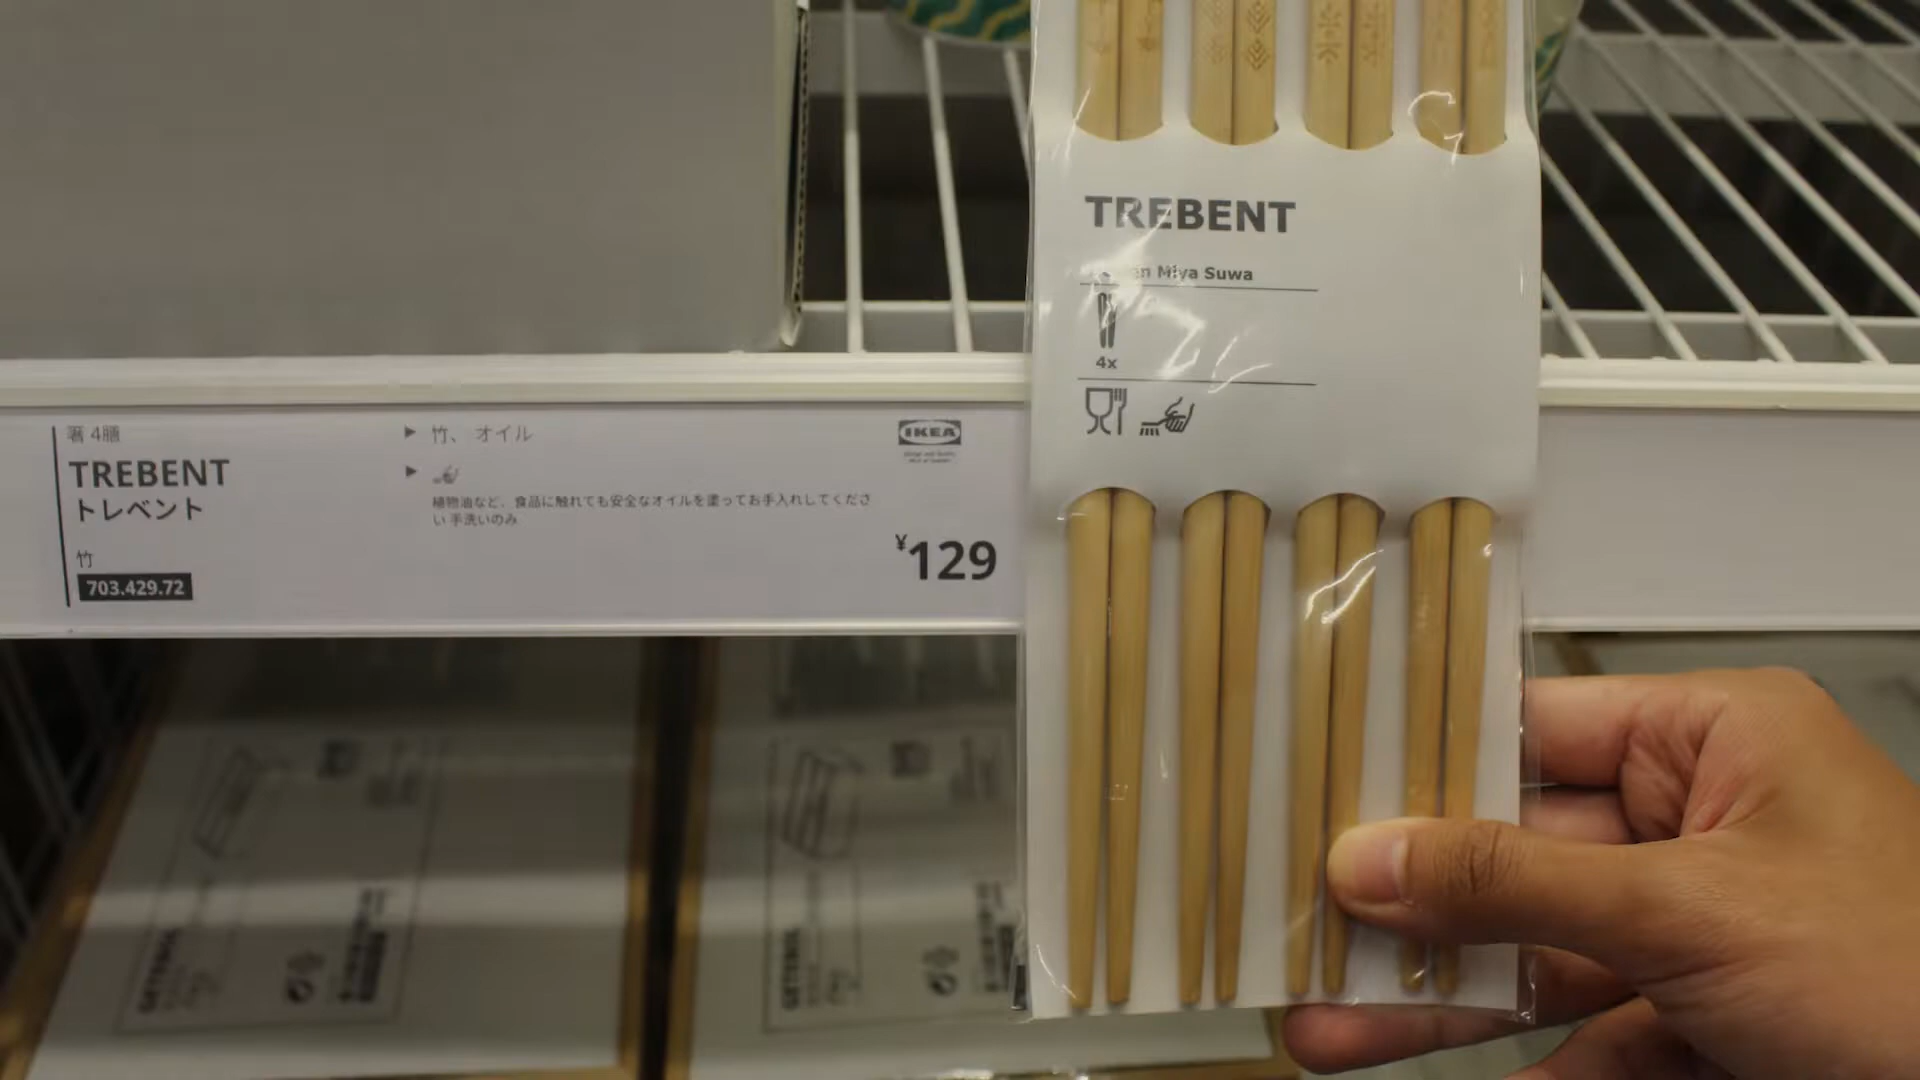 TREBENT
Miya Suwa
4x
箸 4膳
TREBENT
トレベント
竹
703.429.72
竹、オイル
植物油など、食品に触れても安全なオイルを塗ってお手入れしてくださ
い 手洗いのみ
IKEA
¥129